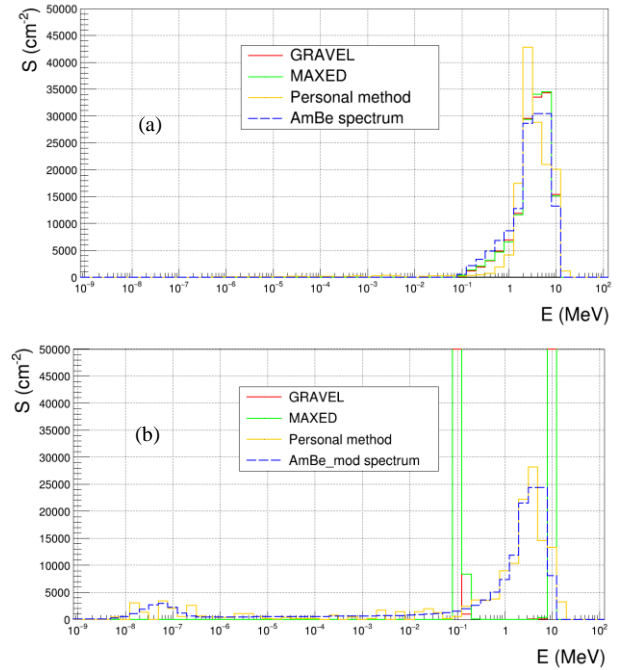 50000
S (cm-2)
45000
40000
35000
30000
25000
20000
15000
10000
5000
0
GRAVEL
MAXED
Personal method
AmBe spectrum
(a)
10-9 10-8 10-7 10-6 10-5 10-4 10-3 10-2 10-1 1 10 102
E (MeV)
50000
S (cm-2)
45000
40000
35000
30000
25000
20000
15000
10000
5000
0
GRAVEL
MAXED
Personal method
AmBe_mod spectrum
(b)
10-9 10-8 10-7 10-6 10-5 10-4 10-3 10-2 10-1 1 10 102
E (MeV)